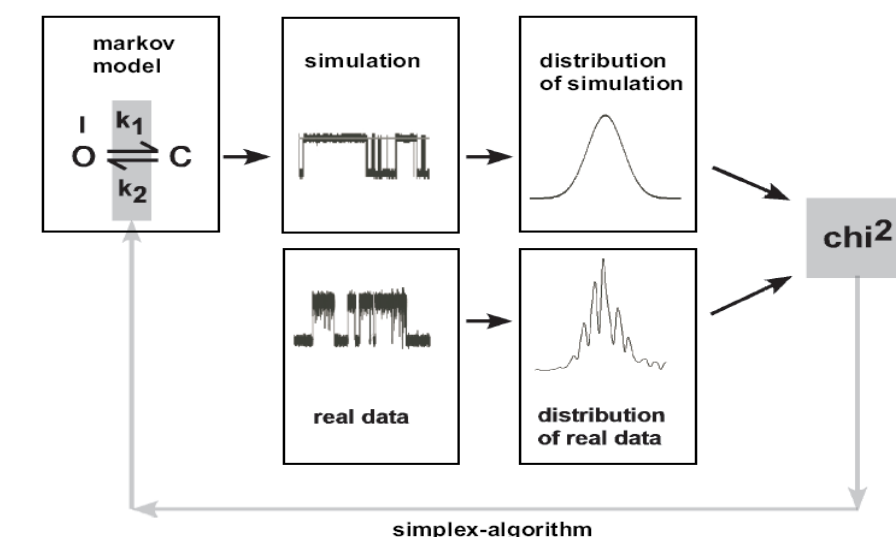 markov
model
I
k1
O ⇌ C
k2
simulation
distribution
of simulation
chi2
real data
distribution
of real data
simplex-algorithm